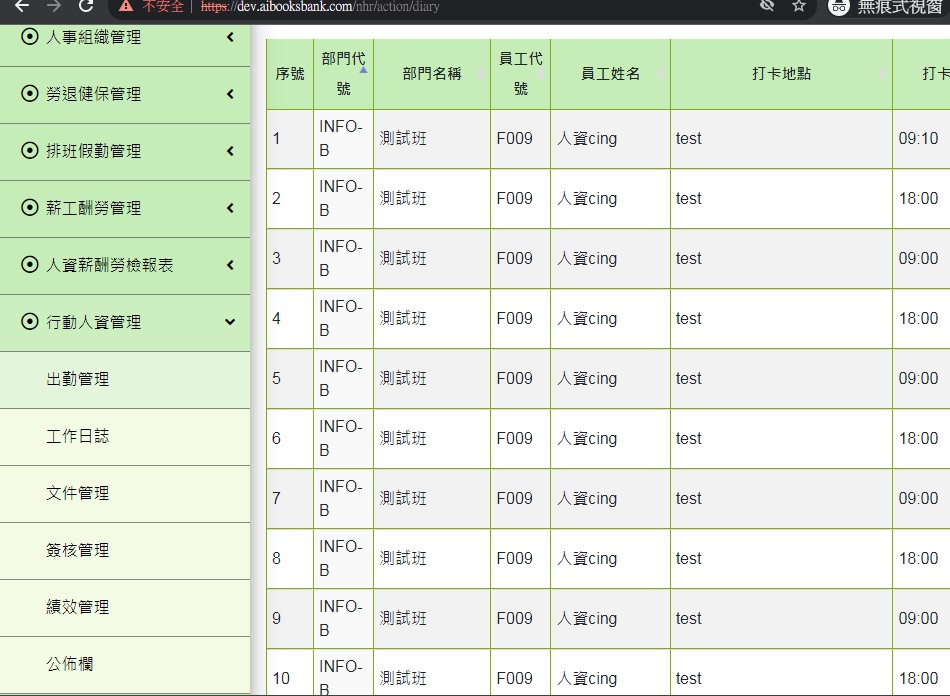 不安全 https://dev.aibooksbank.com/nhr/action/diary 無痕式視窗
人事組織管理
勞退健保管理
排班假勤管理
薪工酬勞管理
人資薪酬勞檢報表
行動人資管理
出勤管理
工作日誌
文件管理
簽核管理
績效管理
公佈欄
序號 部門代號 部門名稱 員工代號 員工姓名 打卡地點 打卡
1 INFO-B 測試班 F009 人資cing test 09:10
2 INFO-B 測試班 F009 人資cing test 18:00
3 INFO-B 測試班 F009 人資cing test 09:00
4 INFO-B 測試班 F009 人資cing test 18:00
5 INFO-B 測試班 F009 人資cing test 09:00
6 INFO-B 測試班 F009 人資cing test 18:00
7 INFO-B 測試班 F009 人資cing test 09:00
8 INFO-B 測試班 F009 人資cing test 18:00
9 INFO-B 測試班 F009 人資cing test 09:00
10 INFO-B 測試班 F009 人資cing test 18:00